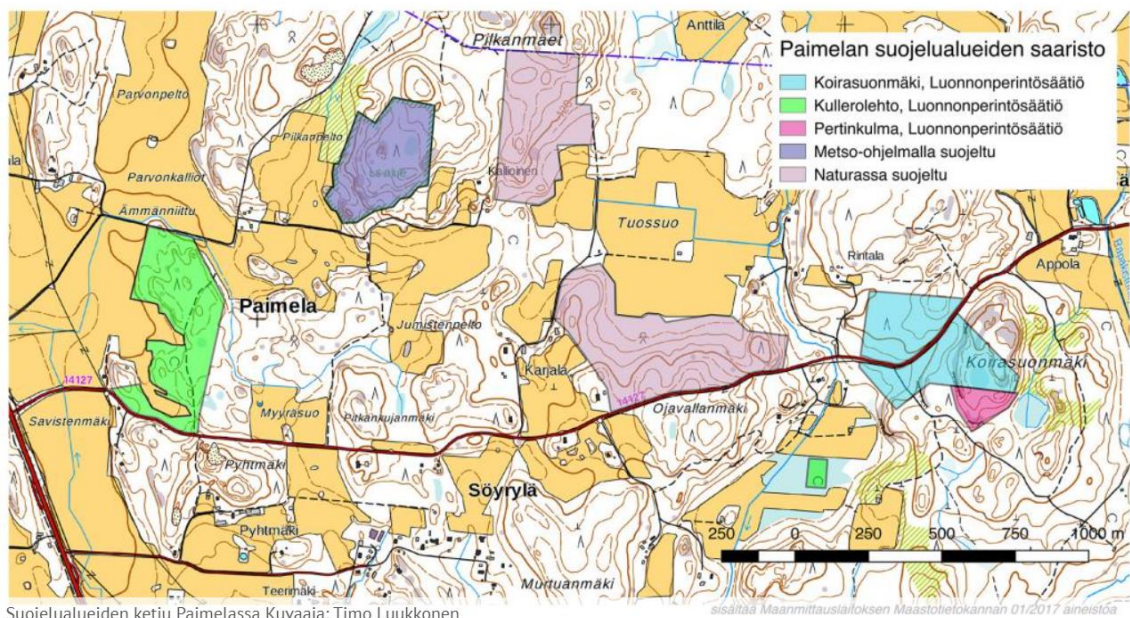 Pilkanmäet
Anttila
Paimelan suojelualueiden saaristo
Koirasuonmäki, Luonnonperintösäätiö
Kullerolehto, Luonnonperintösäätiö
Pertinkulma, Luonnonperintösäätiö
Metso-ohjelmalla suojeltu
Naturassa suojeltu
Parvonpelto
Pilkanpelto
Parvonkalliot
Kalloinen
Ämmänniittu
Tuossuo
Rintala
Appola
Paimela
Jumistenpelto
Karjala
Koirasuonmäki
14127
14127
Savistenmäki
Myyräsuo
Pitkänkujanmäki
Ojavallanmäki
Pyhtmäki
Söyrylä
Pyhtmäki
250 0 250 500 750 1000 m
Teerimäki
Murtuanmäki
Suojelualueiden ketju Paimelassa Kuvaaja: Timo Luukkonen
sisältää Maanmittauslaitoksen Maastotietokannan 01/2017 aineistoa